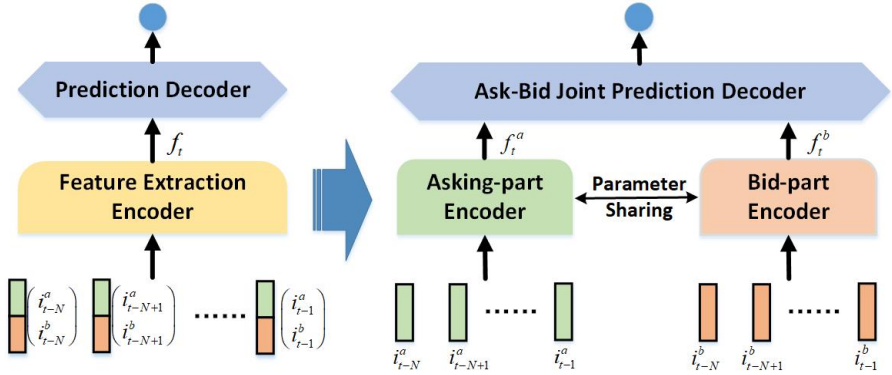 Prediction Decoder
f_t
Feature Extraction
Encoder
(i^a_{t-N} i^b_{t-N}) (i^a_{t-N+1} i^b_{t-N+1}) ...... (i^a_{t-1} i^b_{t-1})
Ask-Bid Joint Prediction Decoder
f^a_t f^b_t
Asking-part
Encoder
Parameter
Sharing
Bid-part
Encoder
i^a_{t-N} i^a_{t-N+1} ...... i^a_{t-1}
i^b_{t-N} i^b_{t-N+1} ...... i^b_{t-1}